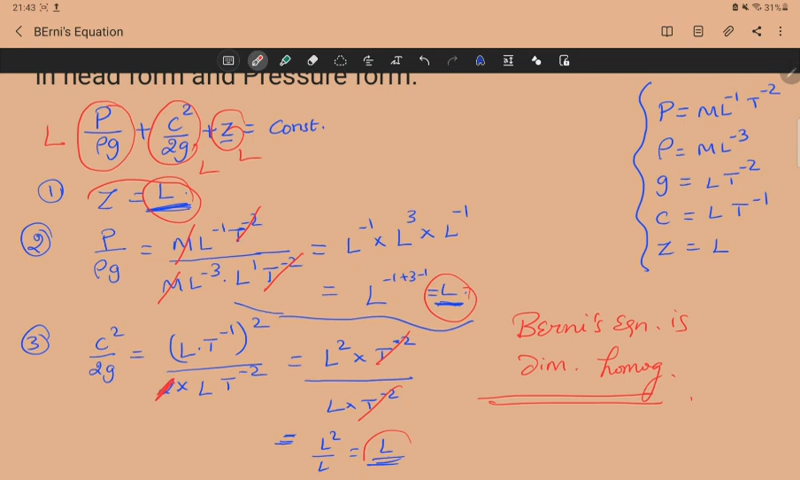 21:43
31%
BErni's Equation
In head form and Pressure form.
L P/ρg + c²/2g + z = Const.
L L
① Z = L.
② P/ρg = ML⁻¹T⁻²/ML⁻³·L¹T⁻² = L⁻¹ × L³ × L⁻¹
= L⁻¹⁺³⁻¹ = L.
③ c²/2g = (L·T⁻¹)²/2×LT⁻² = L²×T⁻²/L×T⁻²
= L²/L = L
P = ML⁻¹T⁻²
ρ = ML⁻³
g = LT⁻²
c = LT⁻¹
Z = L
Berni's Eqn. is
Dim. homog.